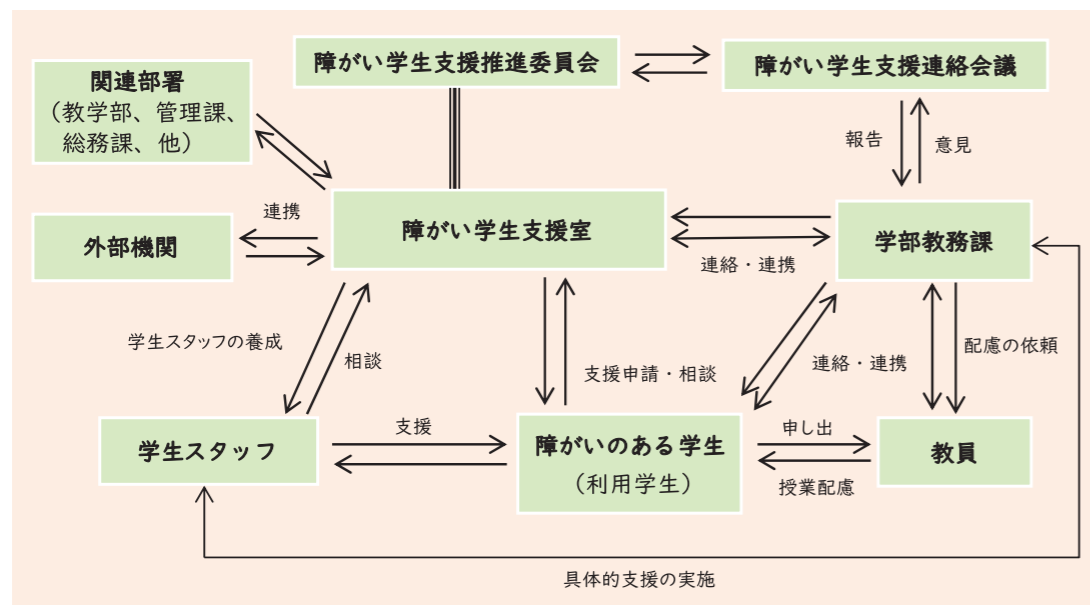 障がい学生支援推進委員会
障がい学生支援連絡会議
関連部署
（教学部、管理課、
総務課、他）
報告
意見
連携
障がい学生支援室
外部機関
学部教務課
連絡・連携
学生スタッフの養成
相談
支援申請・相談
連絡・連携
配慮の依頼
学生スタッフ
支援
障がいのある学生
（利用学生）
申し出
授業配慮
教員
具体的支援の実施